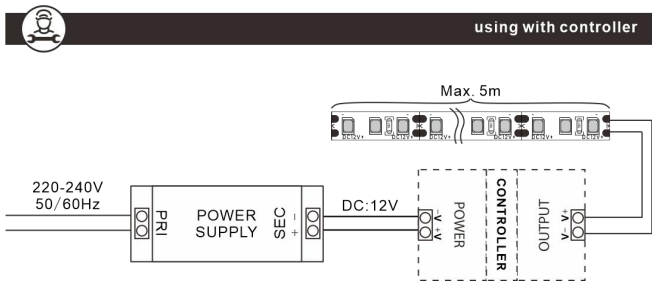 using with controller
Max. 5m
DC12V+ DC12V+ DC12V+ DC12V+ DC12V+
220-240V
50/60Hz
PRI
POWER
SUPPLY
SEC
- +
DC:12V
-V
+V
POWER
CONTROLLER
OUTPUT
+V
-V